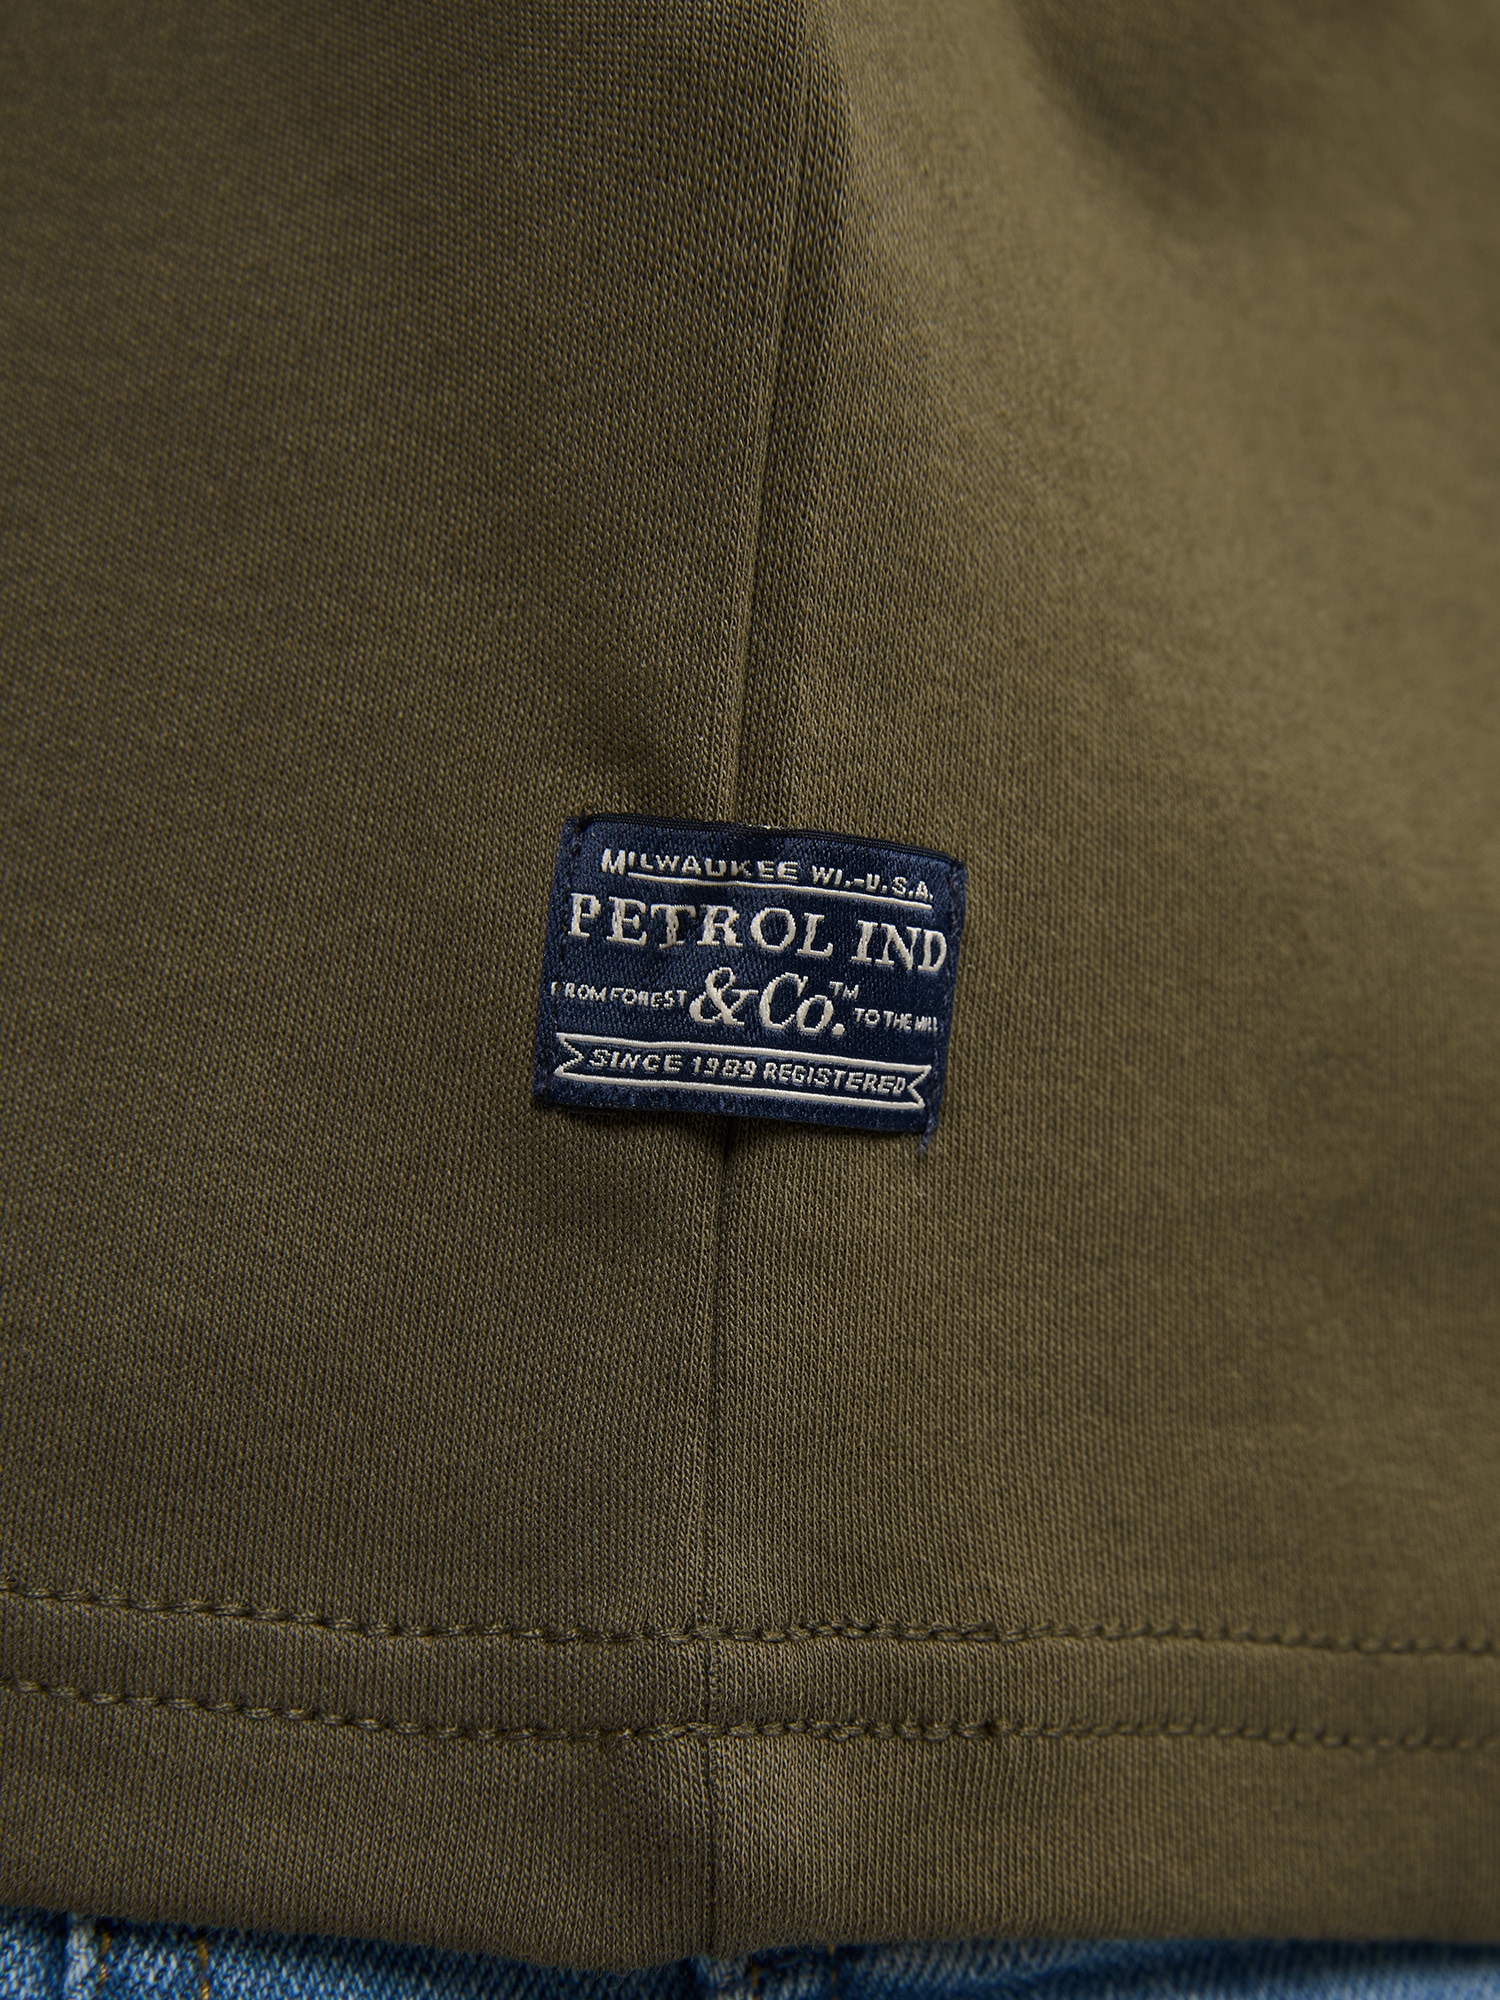 MILWAUKEE WI.-U.S.A.
PETROL IND
FROM FOREST &Co.™ TO THE MILL
SINCE 1989 REGISTERED